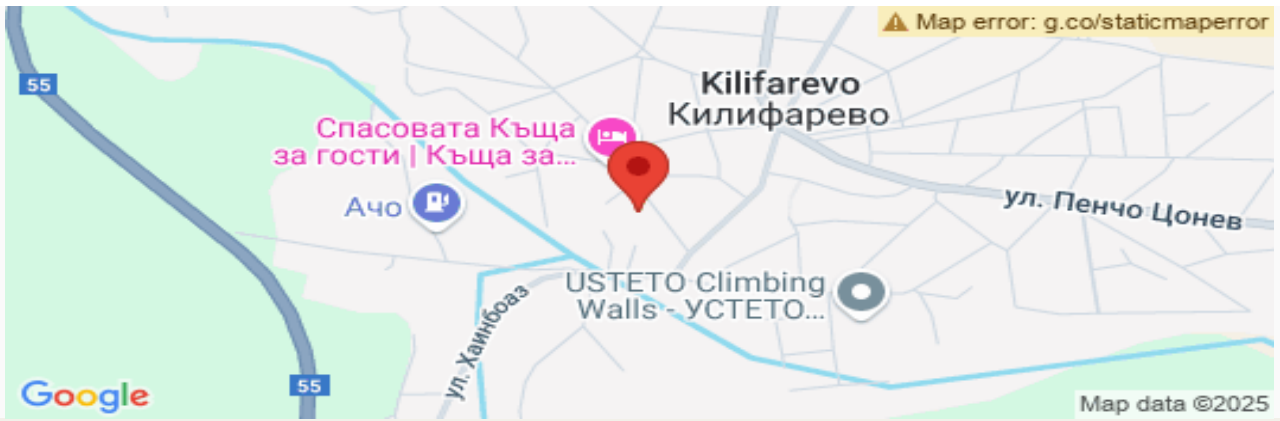 Map error: g.co/staticmaperror
55
Kilifarevo
Килифарево
Спасовата Къща
за гости | Къща за...
Ачо
ул. Пенчо Цонев
USTETO Climbing
Walls - УСТЕТО...
ул. Хаинбоаз
55
Google
Map data ©2025